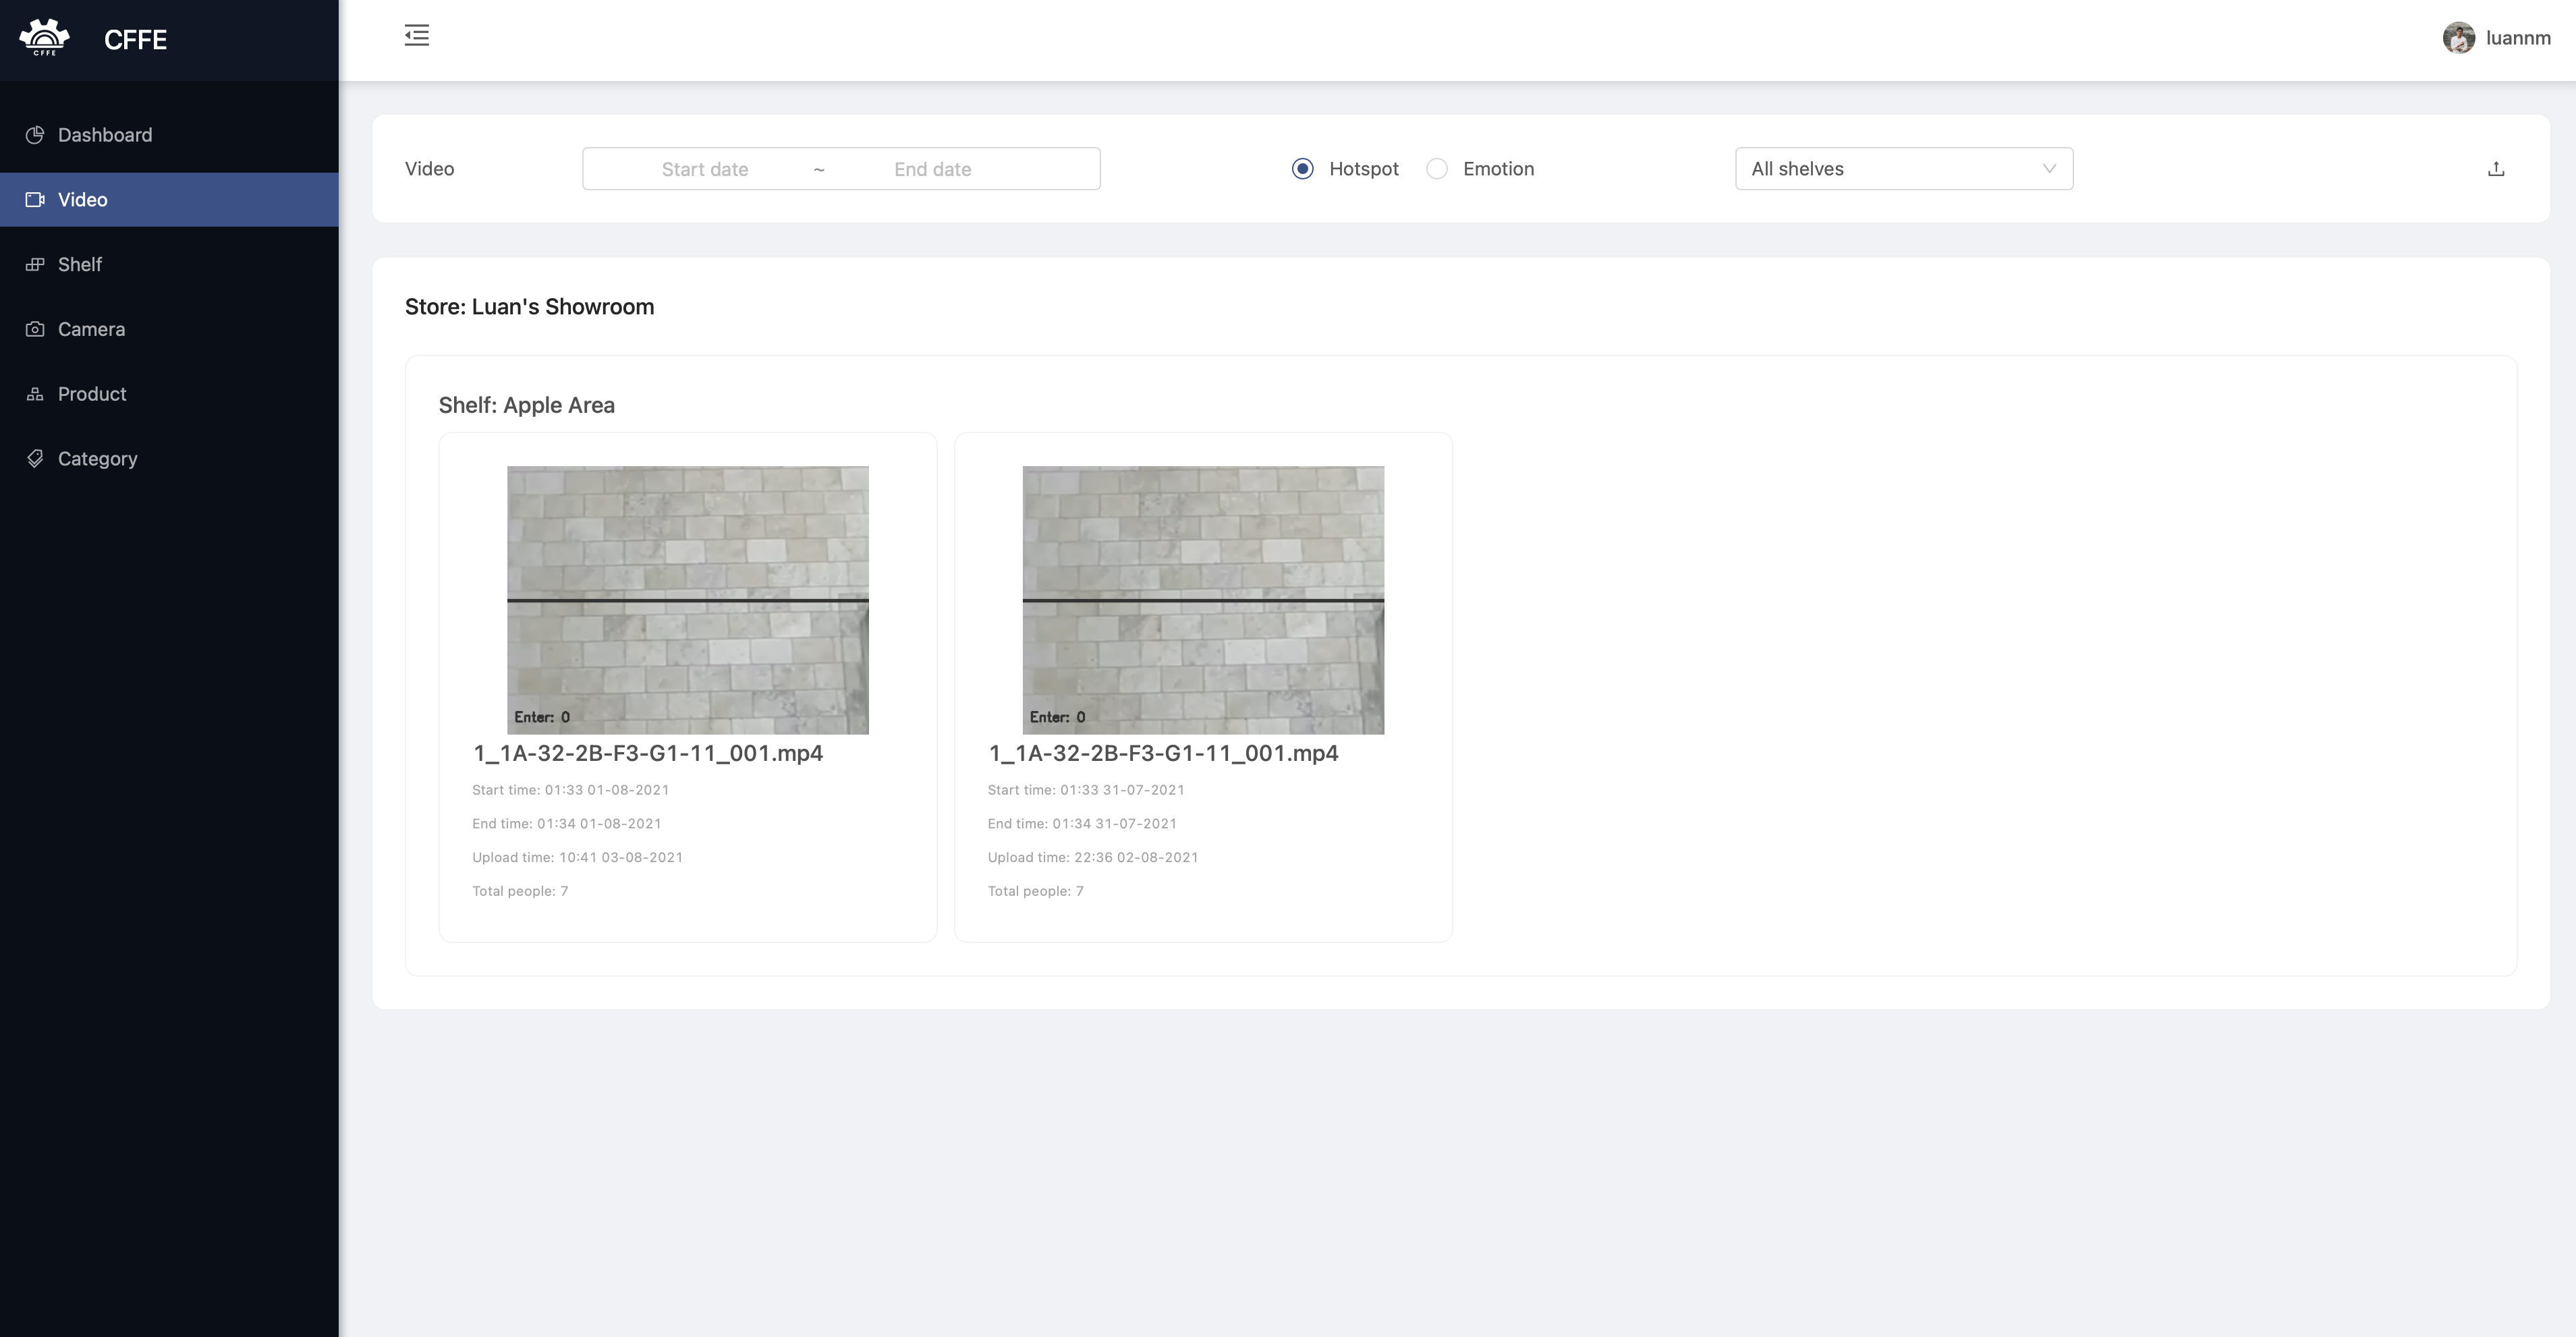 CFFE
CFFE
luannm
Dashboard
Video
Shelf
Camera
Product
Category
Video
Start date ~ End date
Hotspot
Emotion
All shelves
Store: Luan's Showroom
Shelf: Apple Area
Enter: 0
1_1A-32-2B-F3-G1-11_001.mp4
Start time: 01:33 01-08-2021
End time: 01:34 01-08-2021
Upload time: 10:41 03-08-2021
Total people: 7
Enter: 0
1_1A-32-2B-F3-G1-11_001.mp4
Start time: 01:33 31-07-2021
End time: 01:34 31-07-2021
Upload time: 22:36 02-08-2021
Total people: 7